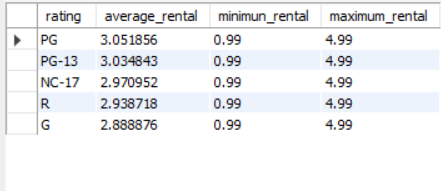 rating average_rental minimun_rental maximum_rental
PG 3.051856 0.99 4.99
PG-13 3.034843 0.99 4.99
NC-17 2.970952 0.99 4.99
R 2.938718 0.99 4.99
G 2.888876 0.99 4.99